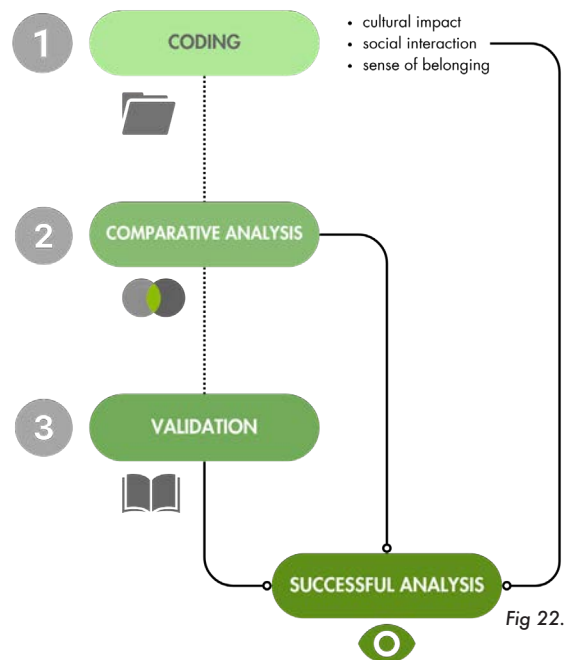 1
CODING
• cultural impact
• social interaction
• sense of belonging
2
COMPARATIVE ANALYSIS
3
VALIDATION
SUCCESSFUL ANALYSIS
Fig 22.